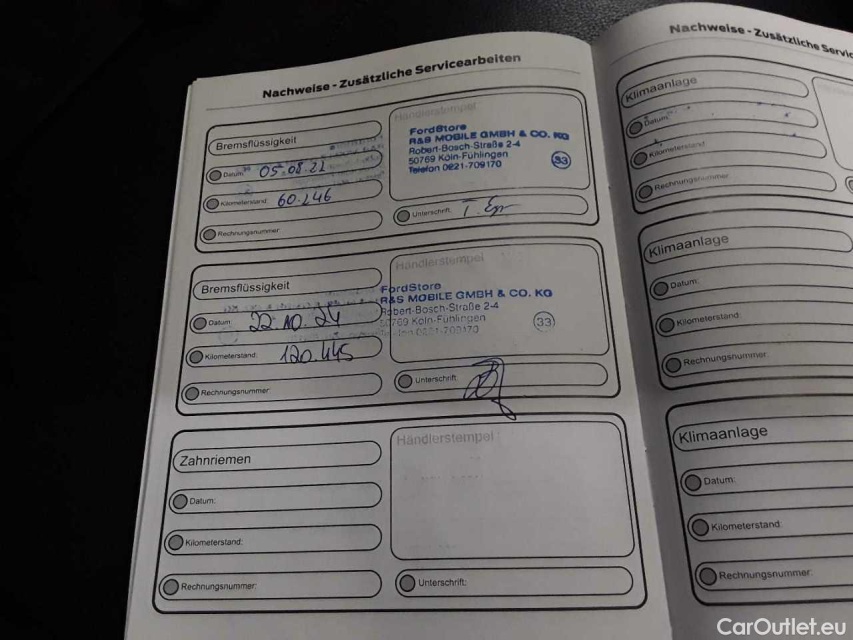 Nachweise - Zusätzliche Servicearbeiten
Bremsflüssigkeit
Datum: 05.08.22
Kilometerstand: 60.246
Rechnungsnummer:
Händlerstempel
FordStore
R&S MOBILE GMBH & CO. KG
Robert-Bosch-Straße 2-4
50769 Köln-Fühlingen
Telefon 0221-709170
33
Unterschrift:
Bremsflüssigkeit
Datum: 22.10.24
Kilometerstand: 120.445
Rechnungsnummer:
Händlerstempel
FordStore
R&S MOBILE GMBH & CO. KG
Robert-Bosch-Straße 2-4
50769 Köln-Fühlingen
Telefon 0221-709170
33
Unterschrift:
Zahnriemen
Datum:
Kilometerstand:
Rechnungsnummer:
Händlerstempel
Unterschrift:
Nachweise - Zusätzliche
Klimaanlage
Datum:
Kilometerstand:
Rechnungsnummer:
Klimaanlage
Datum:
Kilometerstand:
Rechnungsnummer:
Klimaanlage
Datum:
Kilometerstand:
Rechnungsnummer:
CarOutlet.eu